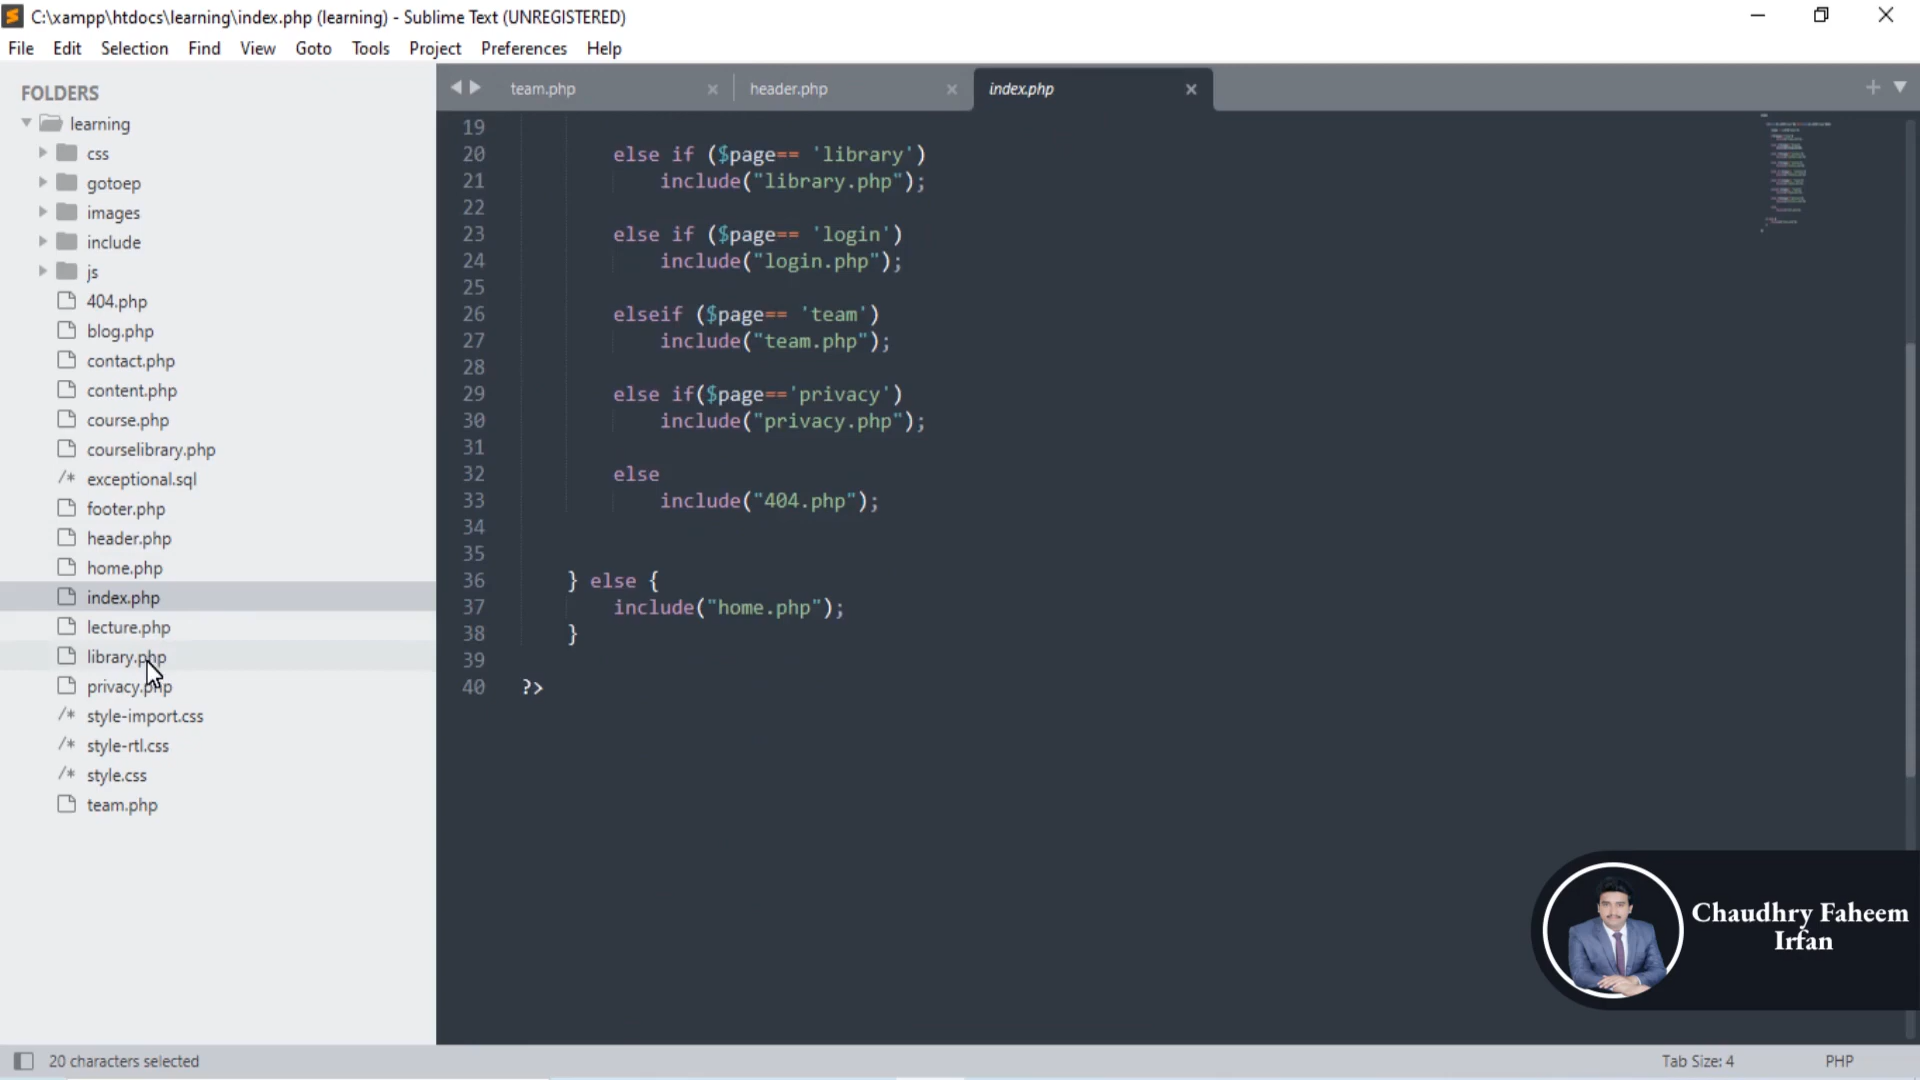 C:\xampp\htdocs\learning\index.php (learning) - Sublime Text (UNREGISTERED)
File Edit Selection Find View Goto Tools Project Preferences Help
FOLDERS
learning
css
gotoep
images
include
js
404.php
blog.php
contact.php
content.php
course.php
courselibrary.php
/* exceptional.sql
footer.php
header.php
home.php
index.php
lecture.php
library.php
privacy.php
/* style-import.css
/* style-rtl.css
/* style.css
team.php
team.php × header.php × index.php ×
19
20 else if ($page== 'library')
21 include("library.php");
22
23 else if ($page== 'login')
24 include("login.php");
25
26 elseif ($page== 'team')
27 include("team.php");
28
29 else if($page=='privacy')
30 include("privacy.php");
31
32 else
33 include("404.php");
34
35
36 } else {
37 include("home.php");
38 }
39
40 ?>
Chaudhry Faheem
Irfan
20 characters selected
Tab Size: 4
PHP